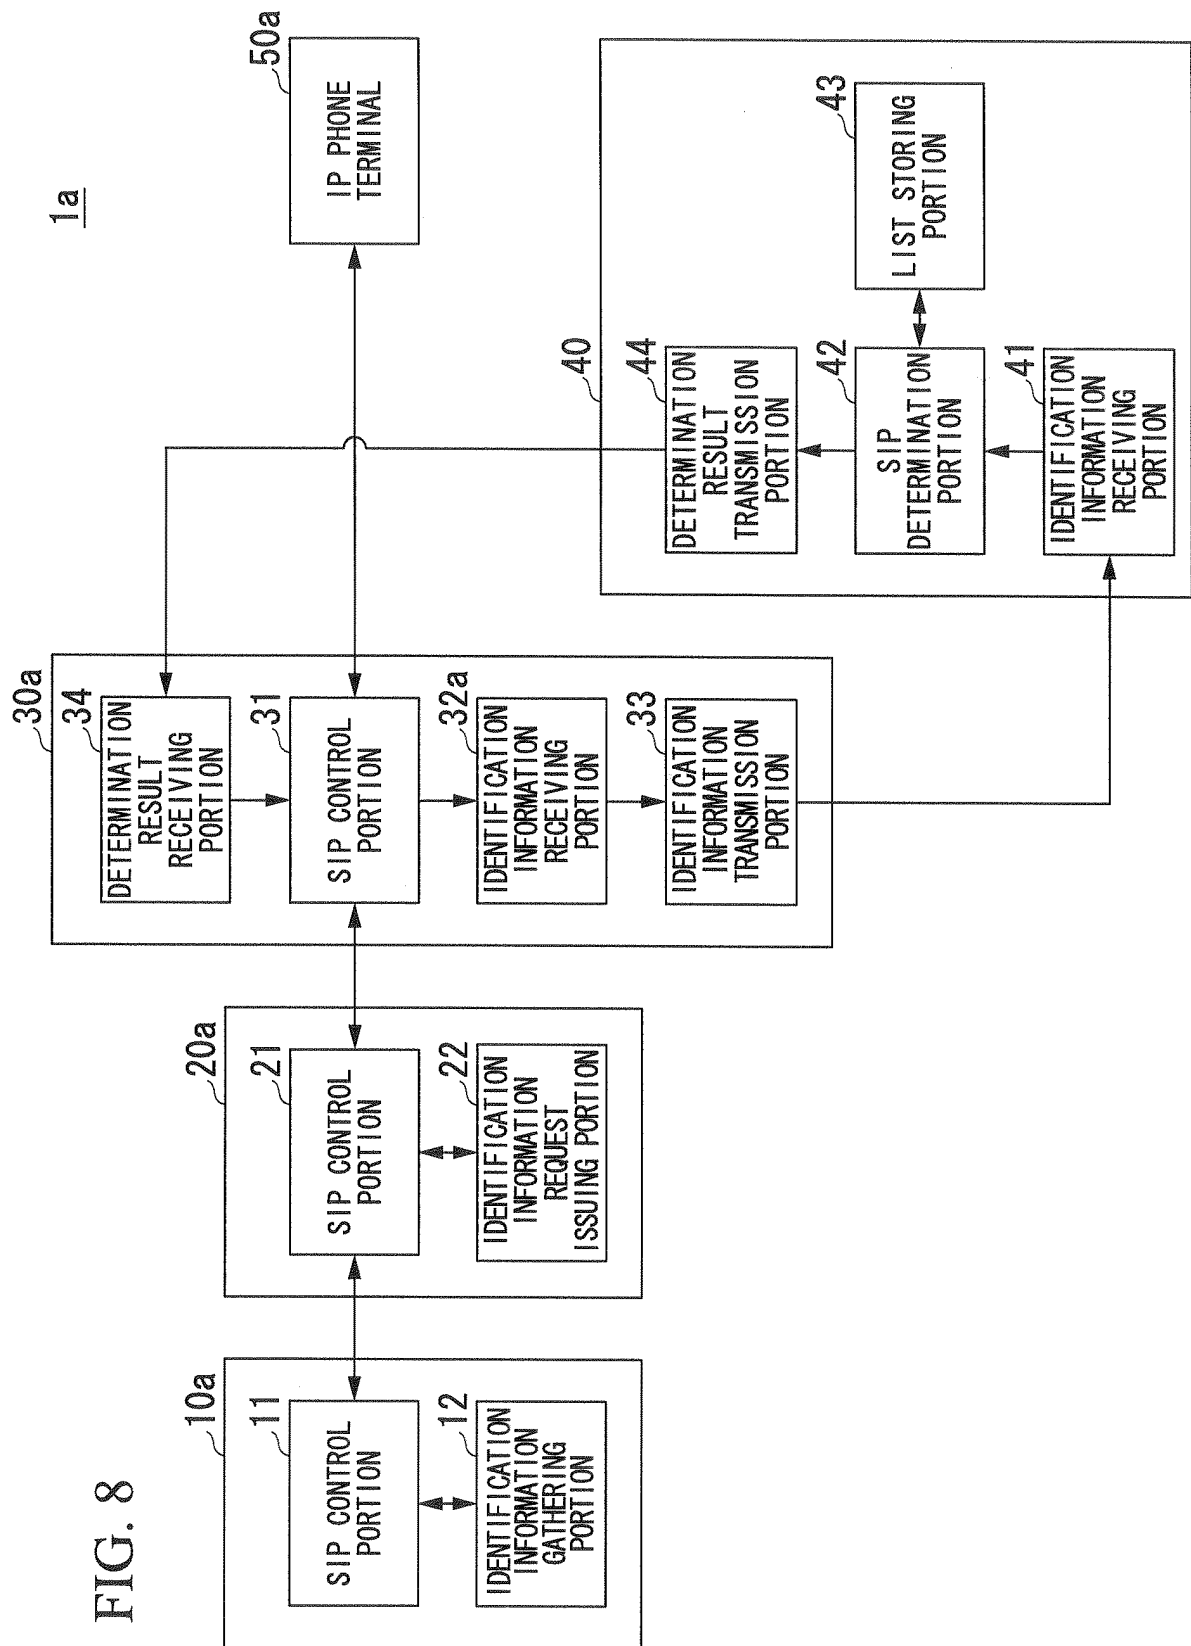 FIG. 8
1a
10a
11
SIP CONTROL
PORTION
12
IDENTIFICATION
INFORMATION
GATHERING
PORTION
20a
21
SIP CONTROL
PORTION
22
IDENTIFICATION
INFORMATION
REQUEST
ISSUING PORTION
30a
34
DETERMINATION
RESULT
RECEIVING
PORTION
31
SIP CONTROL
PORTION
32a
IDENTIFICATION
INFORMATION
RECEIVING
PORTION
33
IDENTIFICATION
INFORMATION
TRANSMISSION
PORTION
50a
IP PHONE
TERMINAL
40
44
DETERMINATION
RESULT
TRANSMISSION
PORTION
42
SIP
DETERMINATION
PORTION
43
LIST STORING
PORTION
41
IDENTIFICATION
INFORMATION
RECEIVING
PORTION